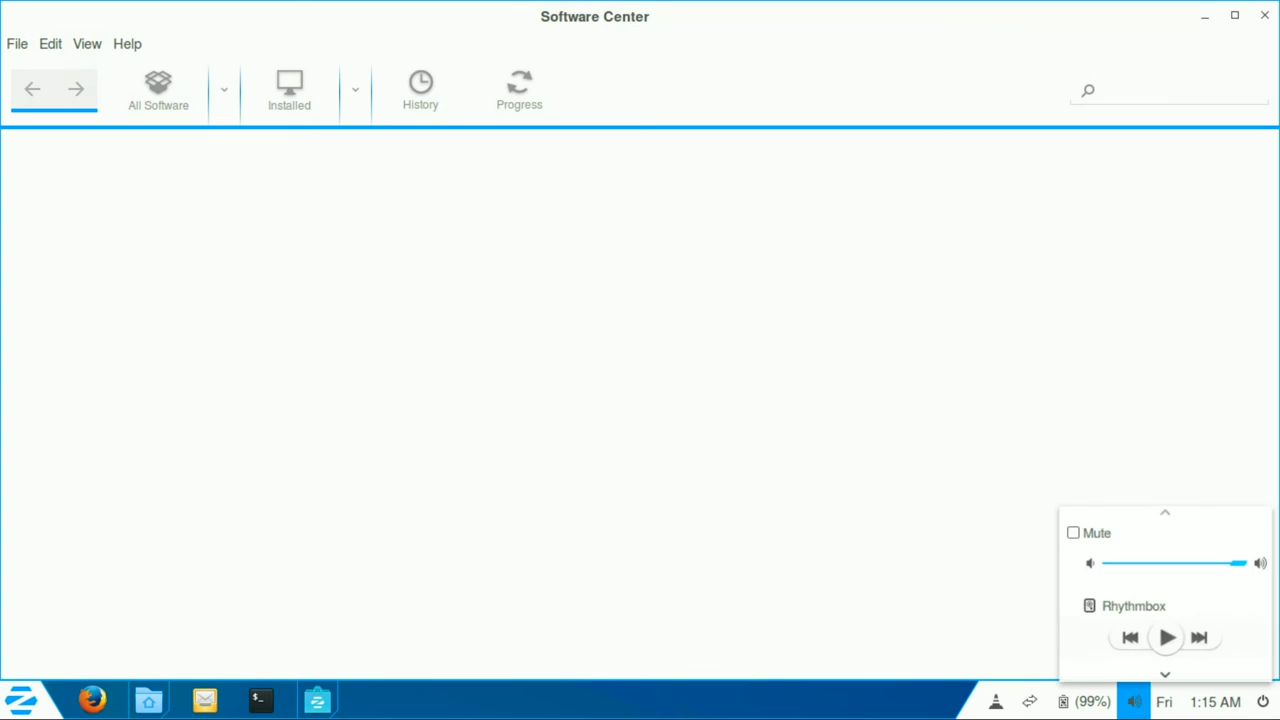 Software Center
File Edit View Help
All Software
Installed
History
Progress
Mute
Rhythmbox
(99%)
Fri
1:15 AM